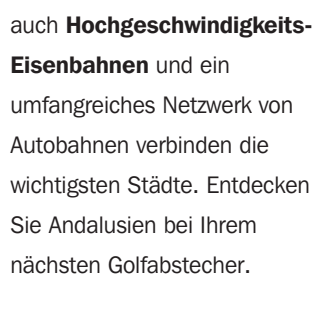 auch Hochgeschwindigkeits-
Eisenbahnen und ein
umfangreiches Netzwerk von
Autobahnen verbinden die
wichtigsten Städte. Entdecken
Sie Andalusien bei Ihrem
nächsten Golfabstecher.